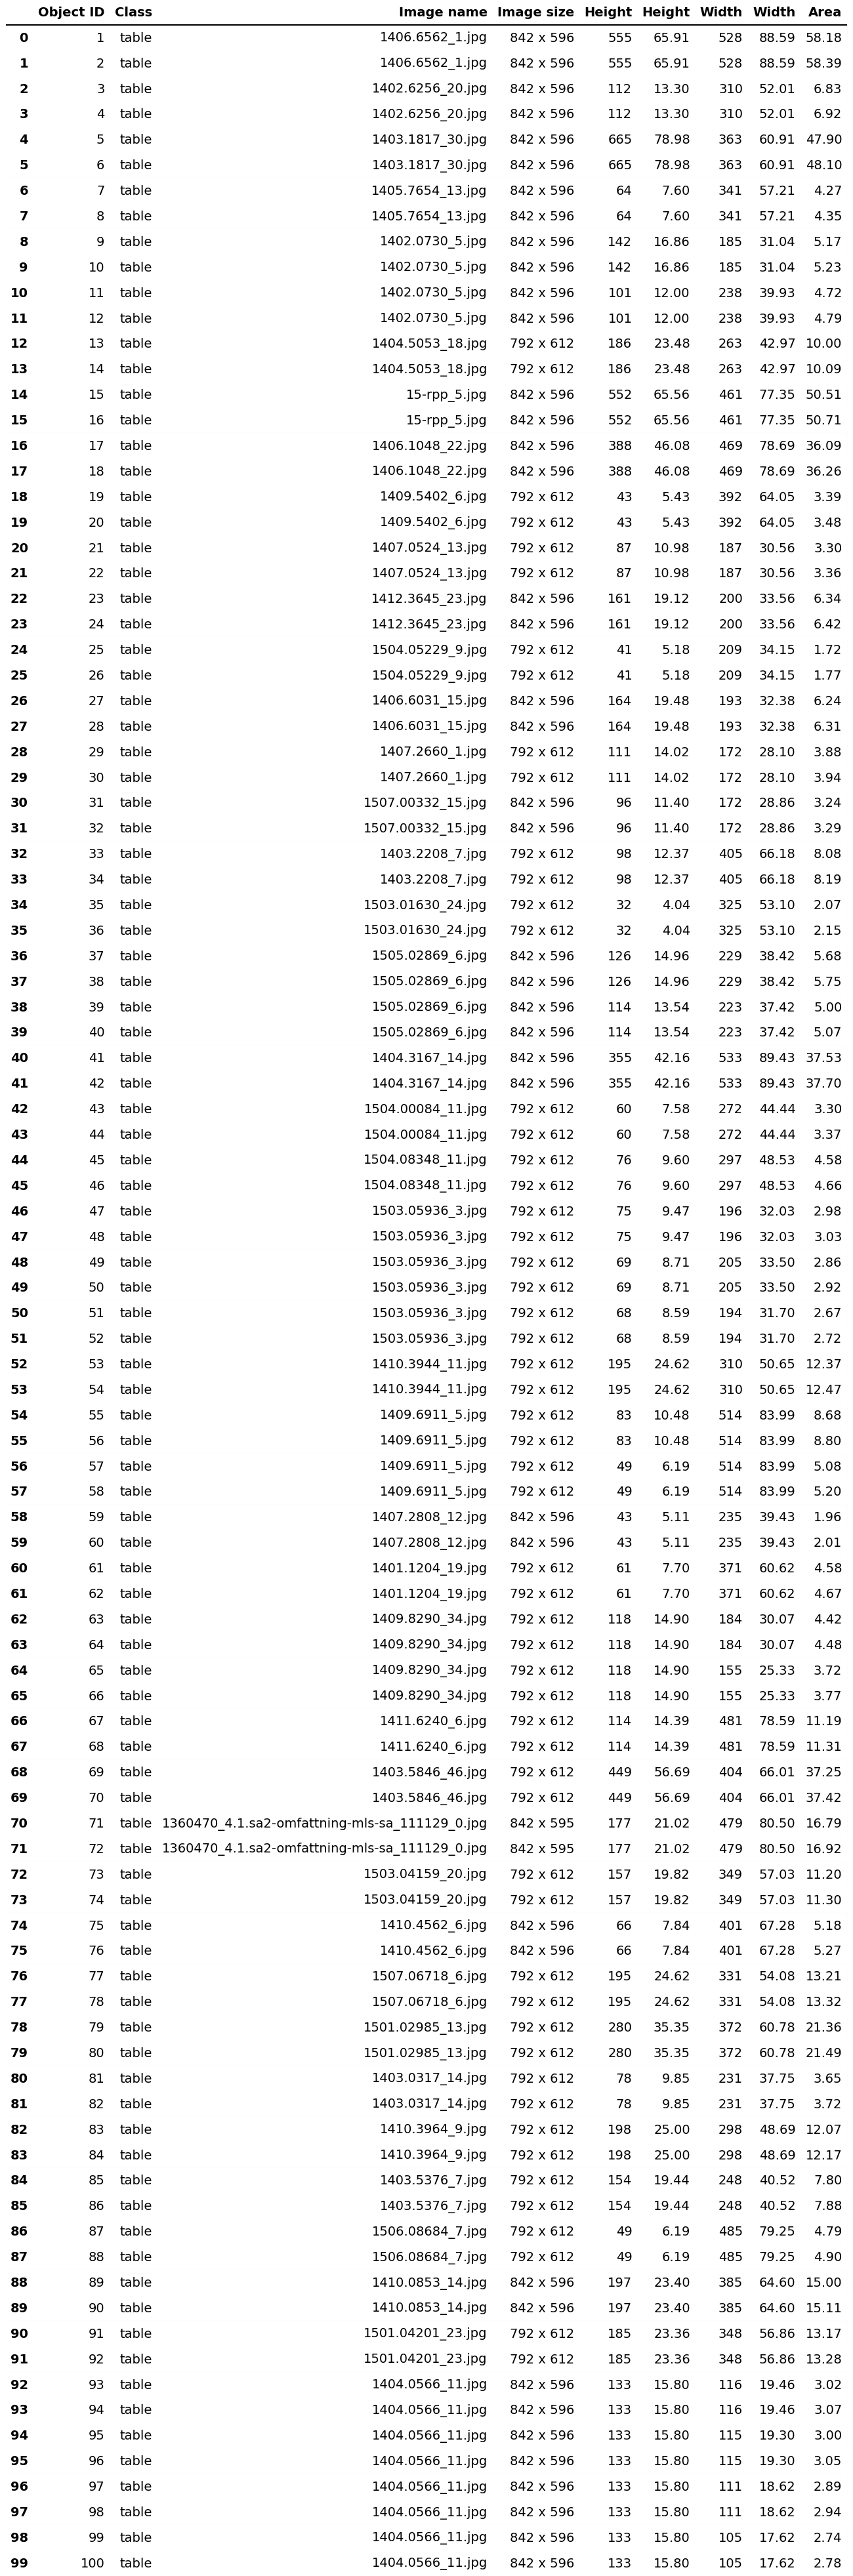 Object ID Class Image name Image size Height Height Width Width Area
0 1 table 1406.6562_1.jpg 842 x 596 555 65.91 528 88.59 58.18
1 2 table 1406.6562_1.jpg 842 x 596 555 65.91 528 88.59 58.39
2 3 table 1402.6256_20.jpg 842 x 596 112 13.30 310 52.01 6.83
3 4 table 1402.6256_20.jpg 842 x 596 112 13.30 310 52.01 6.92
4 5 table 1403.1817_30.jpg 842 x 596 665 78.98 363 60.91 47.90
5 6 table 1403.1817_30.jpg 842 x 596 665 78.98 363 60.91 48.10
6 7 table 1405.7654_13.jpg 842 x 596 64 7.60 341 57.21 4.27
7 8 table 1405.7654_13.jpg 842 x 596 64 7.60 341 57.21 4.35
8 9 table 1402.0730_5.jpg 842 x 596 142 16.86 185 31.04 5.17
9 10 table 1402.0730_5.jpg 842 x 596 142 16.86 185 31.04 5.23
10 11 table 1402.0730_5.jpg 842 x 596 101 12.00 238 39.93 4.72
11 12 table 1402.0730_5.jpg 842 x 596 101 12.00 238 39.93 4.79
12 13 table 1404.5053_18.jpg 792 x 612 186 23.48 263 42.97 10.00
13 14 table 1404.5053_18.jpg 792 x 612 186 23.48 263 42.97 10.09
14 15 table 15-rpp_5.jpg 842 x 596 552 65.56 461 77.35 50.51
15 16 table 15-rpp_5.jpg 842 x 596 552 65.56 461 77.35 50.71
16 17 table 1406.1048_22.jpg 842 x 596 388 46.08 469 78.69 36.09
17 18 table 1406.1048_22.jpg 842 x 596 388 46.08 469 78.69 36.26
18 19 table 1409.5402_6.jpg 792 x 612 43 5.43 392 64.05 3.39
19 20 table 1409.5402_6.jpg 792 x 612 43 5.43 392 64.05 3.48
20 21 table 1407.0524_13.jpg 792 x 612 87 10.98 187 30.56 3.30
21 22 table 1407.0524_13.jpg 792 x 612 87 10.98 187 30.56 3.36
22 23 table 1412.3645_23.jpg 842 x 596 161 19.12 200 33.56 6.34
23 24 table 1412.3645_23.jpg 842 x 596 161 19.12 200 33.56 6.42
24 25 table 1504.05229_9.jpg 792 x 612 41 5.18 209 34.15 1.72
25 26 table 1504.05229_9.jpg 792 x 612 41 5.18 209 34.15 1.77
26 27 table 1406.6031_15.jpg 842 x 596 164 19.48 193 32.38 6.24
27 28 table 1406.6031_15.jpg 842 x 596 164 19.48 193 32.38 6.31
28 29 table 1407.2660_1.jpg 792 x 612 111 14.02 172 28.10 3.88
29 30 table 1407.2660_1.jpg 792 x 612 111 14.02 172 28.10 3.94
30 31 table 1507.00332_15.jpg 842 x 596 96 11.40 172 28.86 3.24
31 32 table 1507.00332_15.jpg 842 x 596 96 11.40 172 28.86 3.29
32 33 table 1403.2208_7.jpg 792 x 612 98 12.37 405 66.18 8.08
33 34 table 1403.2208_7.jpg 792 x 612 98 12.37 405 66.18 8.19
34 35 table 1503.01630_24.jpg 792 x 612 32 4.04 325 53.10 2.07
35 36 table 1503.01630_24.jpg 792 x 612 32 4.04 325 53.10 2.15
36 37 table 1505.02869_6.jpg 842 x 596 126 14.96 229 38.42 5.68
37 38 table 1505.02869_6.jpg 842 x 596 126 14.96 229 38.42 5.75
38 39 table 1505.02869_6.jpg 842 x 596 114 13.54 223 37.42 5.00
39 40 table 1505.02869_6.jpg 842 x 596 114 13.54 223 37.42 5.07
40 41 table 1404.3167_14.jpg 842 x 596 355 42.16 533 89.43 37.53
41 42 table 1404.3167_14.jpg 842 x 596 355 42.16 533 89.43 37.70
42 43 table 1504.00084_11.jpg 792 x 612 60 7.58 272 44.44 3.30
43 44 table 1504.00084_11.jpg 792 x 612 60 7.58 272 44.44 3.37
44 45 table 1504.08348_11.jpg 792 x 612 76 9.60 297 48.53 4.58
45 46 table 1504.08348_11.jpg 792 x 612 76 9.60 297 48.53 4.66
46 47 table 1503.05936_3.jpg 792 x 612 75 9.47 196 32.03 2.98
47 48 table 1503.05936_3.jpg 792 x 612 75 9.47 196 32.03 3.03
48 49 table 1503.05936_3.jpg 792 x 612 69 8.71 205 33.50 2.86
49 50 table 1503.05936_3.jpg 792 x 612 69 8.71 205 33.50 2.92
50 51 table 1503.05936_3.jpg 792 x 612 68 8.59 194 31.70 2.67
51 52 table 1503.05936_3.jpg 792 x 612 68 8.59 194 31.70 2.72
52 53 table 1410.3944_11.jpg 792 x 612 195 24.62 310 50.65 12.37
53 54 table 1410.3944_11.jpg 792 x 612 195 24.62 310 50.65 12.47
54 55 table 1409.6911_5.jpg 792 x 612 83 10.48 514 83.99 8.68
55 56 table 1409.6911_5.jpg 792 x 612 83 10.48 514 83.99 8.80
56 57 table 1409.6911_5.jpg 792 x 612 49 6.19 514 83.99 5.08
57 58 table 1409.6911_5.jpg 792 x 612 49 6.19 514 83.99 5.20
58 59 table 1407.2808_12.jpg 842 x 596 43 5.11 235 39.43 1.96
59 60 table 1407.2808_12.jpg 842 x 596 43 5.11 235 39.43 2.01
60 61 table 1401.1204_19.jpg 792 x 612 61 7.70 371 60.62 4.58
61 62 table 1401.1204_19.jpg 792 x 612 61 7.70 371 60.62 4.67
62 63 table 1409.8290_34.jpg 792 x 612 118 14.90 184 30.07 4.42
63 64 table 1409.8290_34.jpg 792 x 612 118 14.90 184 30.07 4.48
64 65 table 1409.8290_34.jpg 792 x 612 118 14.90 155 25.33 3.72
65 66 table 1409.8290_34.jpg 792 x 612 118 14.90 155 25.33 3.77
66 67 table 1411.6240_6.jpg 792 x 612 114 14.39 481 78.59 11.19
67 68 table 1411.6240_6.jpg 792 x 612 114 14.39 481 78.59 11.31
68 69 table 1403.5846_46.jpg 792 x 612 449 56.69 404 66.01 37.25
69 70 table 1403.5846_46.jpg 792 x 612 449 56.69 404 66.01 37.42
70 71 table 1360470_4.1.sa2-omfattning-mls-sa_111129_0.jpg 842 x 595 177 21.02 479 80.50 16.79
71 72 table 1360470_4.1.sa2-omfattning-mls-sa_111129_0.jpg 842 x 595 177 21.02 479 80.50 16.92
72 73 table 1503.04159_20.jpg 792 x 612 157 19.82 349 57.03 11.20
73 74 table 1503.04159_20.jpg 792 x 612 157 19.82 349 57.03 11.30
74 75 table 1410.4562_6.jpg 842 x 596 66 7.84 401 67.28 5.18
75 76 table 1410.4562_6.jpg 842 x 596 66 7.84 401 67.28 5.27
76 77 table 1507.06718_6.jpg 792 x 612 195 24.62 331 54.08 13.21
77 78 table 1507.06718_6.jpg 792 x 612 195 24.62 331 54.08 13.32
78 79 table 1501.02985_13.jpg 792 x 612 280 35.35 372 60.78 21.36
79 80 table 1501.02985_13.jpg 792 x 612 280 35.35 372 60.78 21.49
80 81 table 1403.0317_14.jpg 792 x 612 78 9.85 231 37.75 3.65
81 82 table 1403.0317_14.jpg 792 x 612 78 9.85 231 37.75 3.72
82 83 table 1410.3964_9.jpg 792 x 612 198 25.00 298 48.69 12.07
83 84 table 1410.3964_9.jpg 792 x 612 198 25.00 298 48.69 12.17
84 85 table 1403.5376_7.jpg 792 x 612 154 19.44 248 40.52 7.80
85 86 table 1403.5376_7.jpg 792 x 612 154 19.44 248 40.52 7.88
86 87 table 1506.08684_7.jpg 792 x 612 49 6.19 485 79.25 4.79
87 88 table 1506.08684_7.jpg 792 x 612 49 6.19 485 79.25 4.90
88 89 table 1410.0853_14.jpg 842 x 596 197 23.40 385 64.60 15.00
89 90 table 1410.0853_14.jpg 842 x 596 197 23.40 385 64.60 15.11
90 91 table 1501.04201_23.jpg 792 x 612 185 23.36 348 56.86 13.17
91 92 table 1501.04201_23.jpg 792 x 612 185 23.36 348 56.86 13.28
92 93 table 1404.0566_11.jpg 842 x 596 133 15.80 116 19.46 3.02
93 94 table 1404.0566_11.jpg 842 x 596 133 15.80 116 19.46 3.07
94 95 table 1404.0566_11.jpg 842 x 596 133 15.80 115 19.30 3.00
95 96 table 1404.0566_11.jpg 842 x 596 133 15.80 115 19.30 3.05
96 97 table 1404.0566_11.jpg 842 x 596 133 15.80 111 18.62 2.89
97 98 table 1404.0566_11.jpg 842 x 596 133 15.80 111 18.62 2.94
98 99 table 1404.0566_11.jpg 842 x 596 133 15.80 105 17.62 2.74
99 100 table 1404.0566_11.jpg 842 x 596 133 15.80 105 17.62 2.78